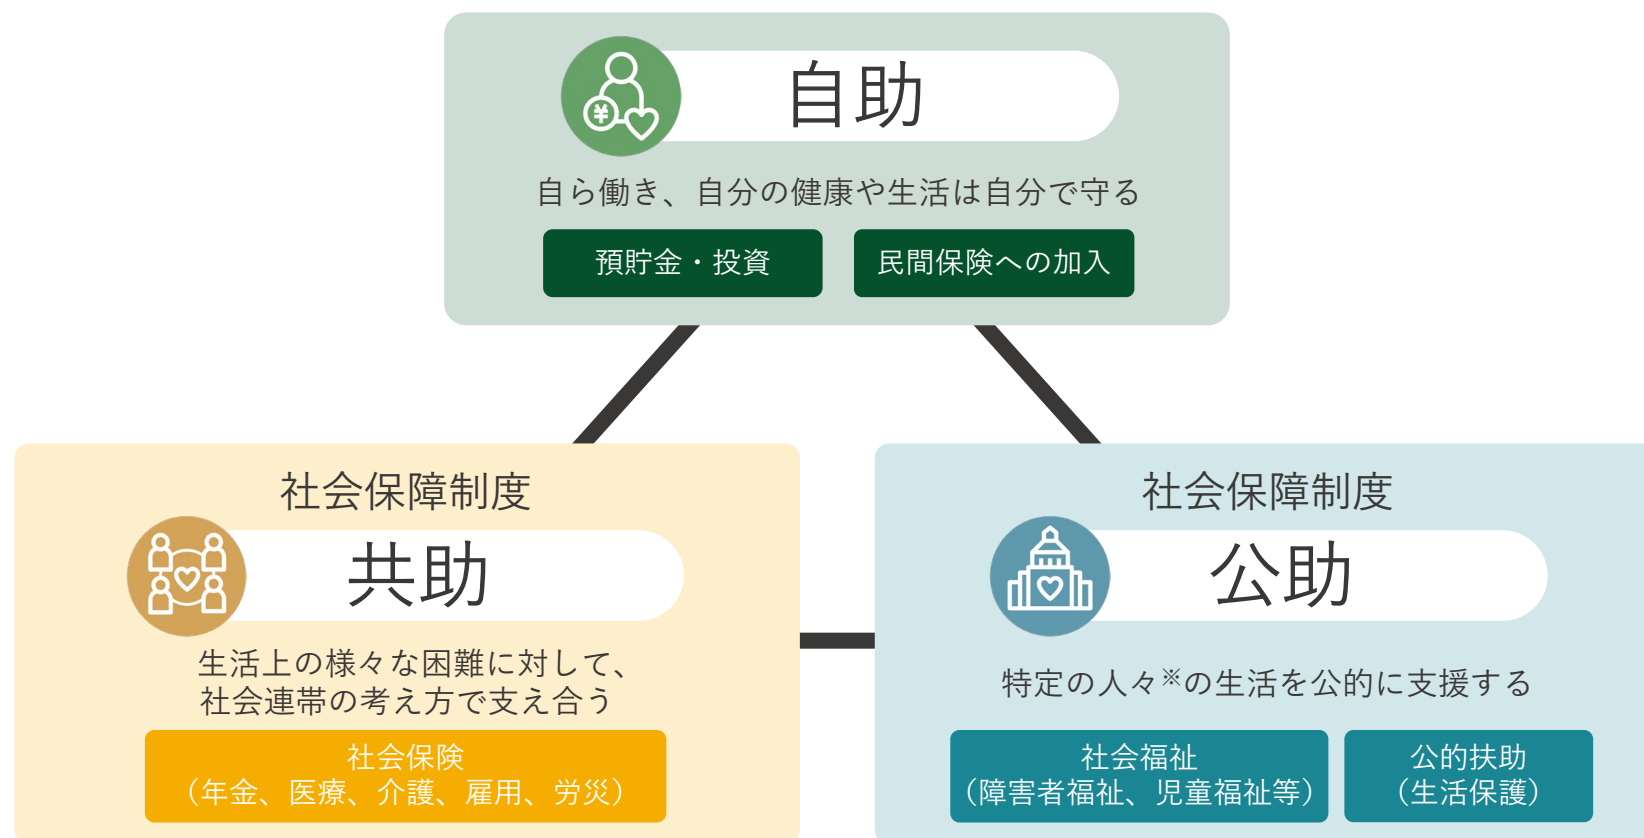 自助
¥
自ら働き、自分の健康や生活は自分で守る
預貯金・投資
民間保険への加入
社会保障制度
共助
生活上の様々な困難に対して、
社会連帯の考え方で支え合う
社会保険
（年金、医療、介護、雇用、労災）
社会保障制度
公助
特定の人々※の生活を公的に支援する
社会福祉
（障害者福祉、児童福祉等）
公的扶助
（生活保護）